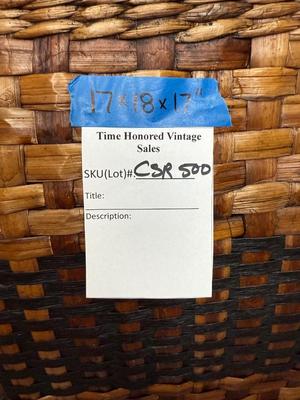 17 x 18 x 17"
Time Honored Vintage
Sales
SKU(Lot)#: CSR 500
Title:
Description: